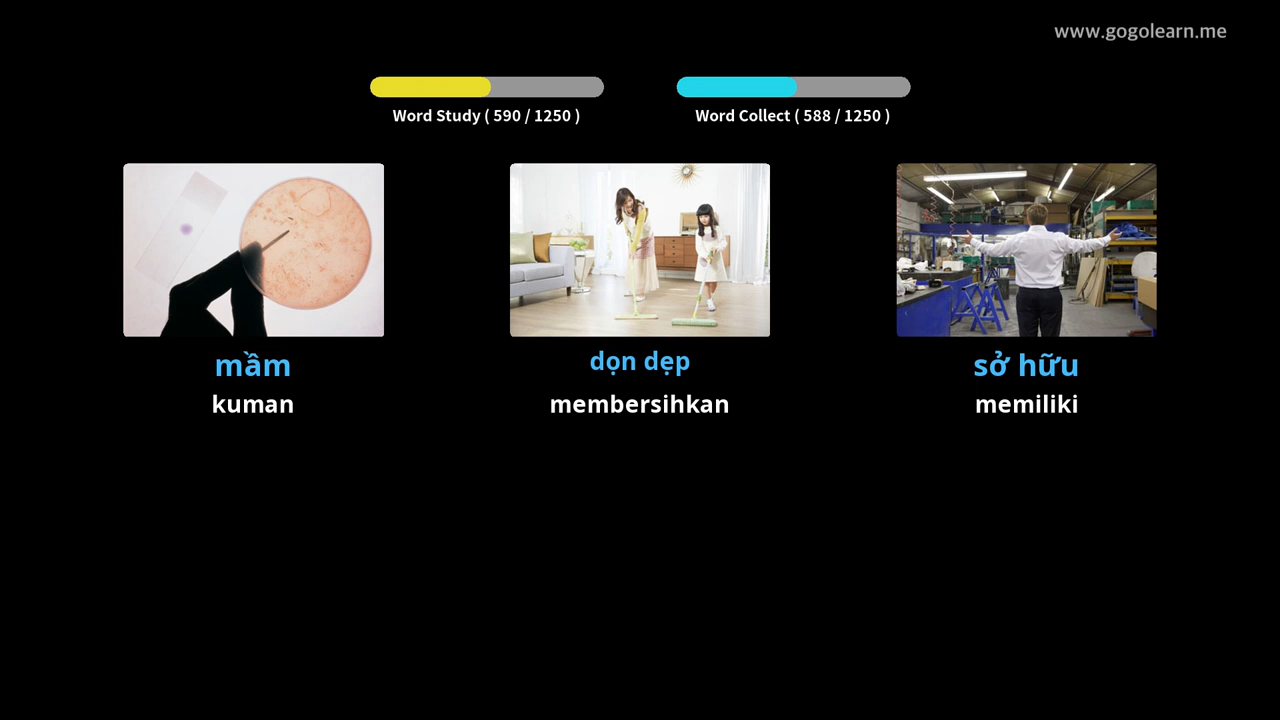 www.gogolearn.me
Word Study ( 590 / 1250 )
Word Collect ( 588 / 1250 )
mầm
kuman
dọn dẹp
membersihkan
sở hữu
memiliki